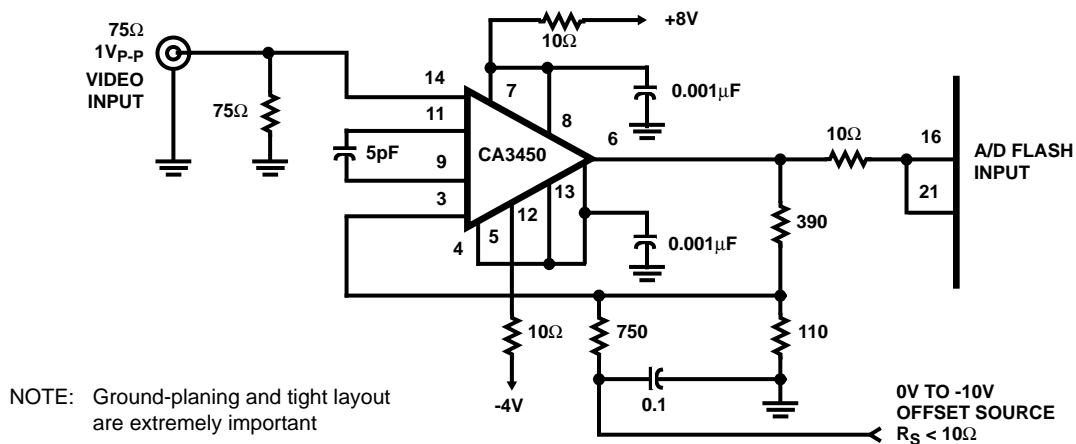 75Ω
1VP-P
VIDEO
INPUT
75Ω
10Ω
+8V
14
7
0.001µF
11
8
5pF
CA3450
6
10Ω
16
A/D FLASH
INPUT
9
13
21
3
12
4
5
0.001µF
390
10Ω
750
110
-4V
0.1
NOTE: Ground-planing and tight layout
are extremely important
0V TO -10V
OFFSET SOURCE
RS < 10Ω